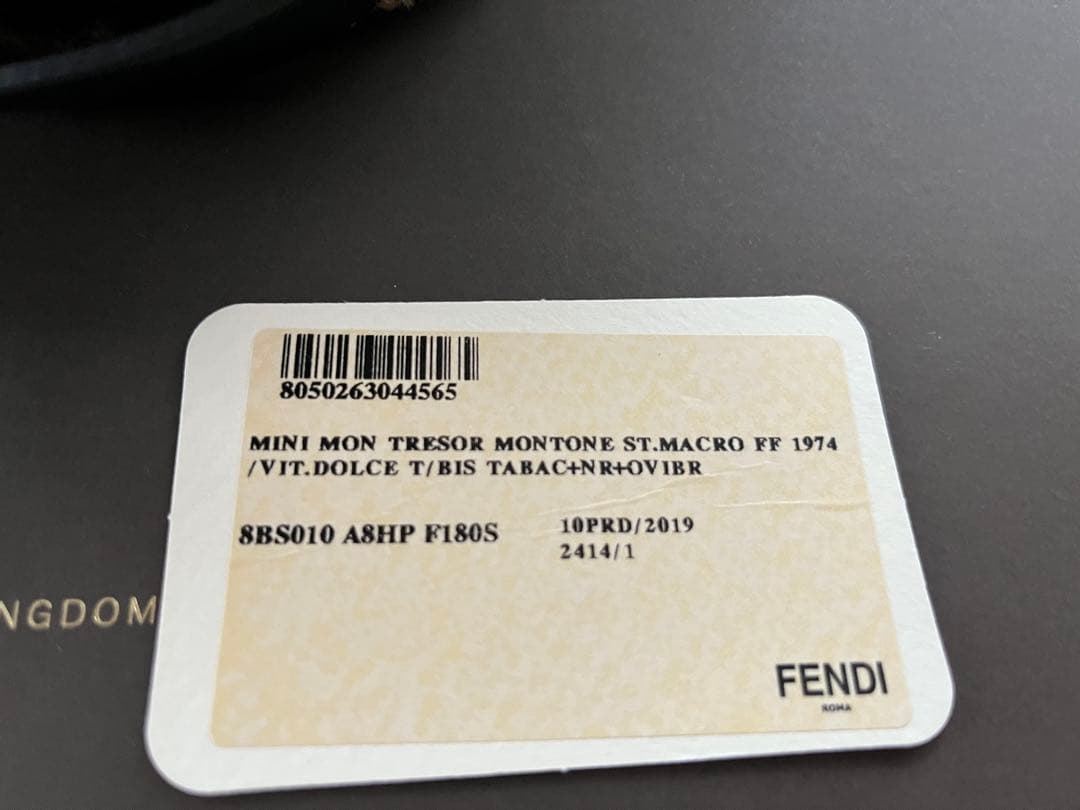 8050263044565
MINI MON TRESOR MONTONE ST.MACRO FF 1974
/VIT.DOLCE T/BIS TABAC+NR+OVIBR
8BS010 A8HP F180S
10PRD/2019
2414/1
NGDOM
FENDI
ROMA